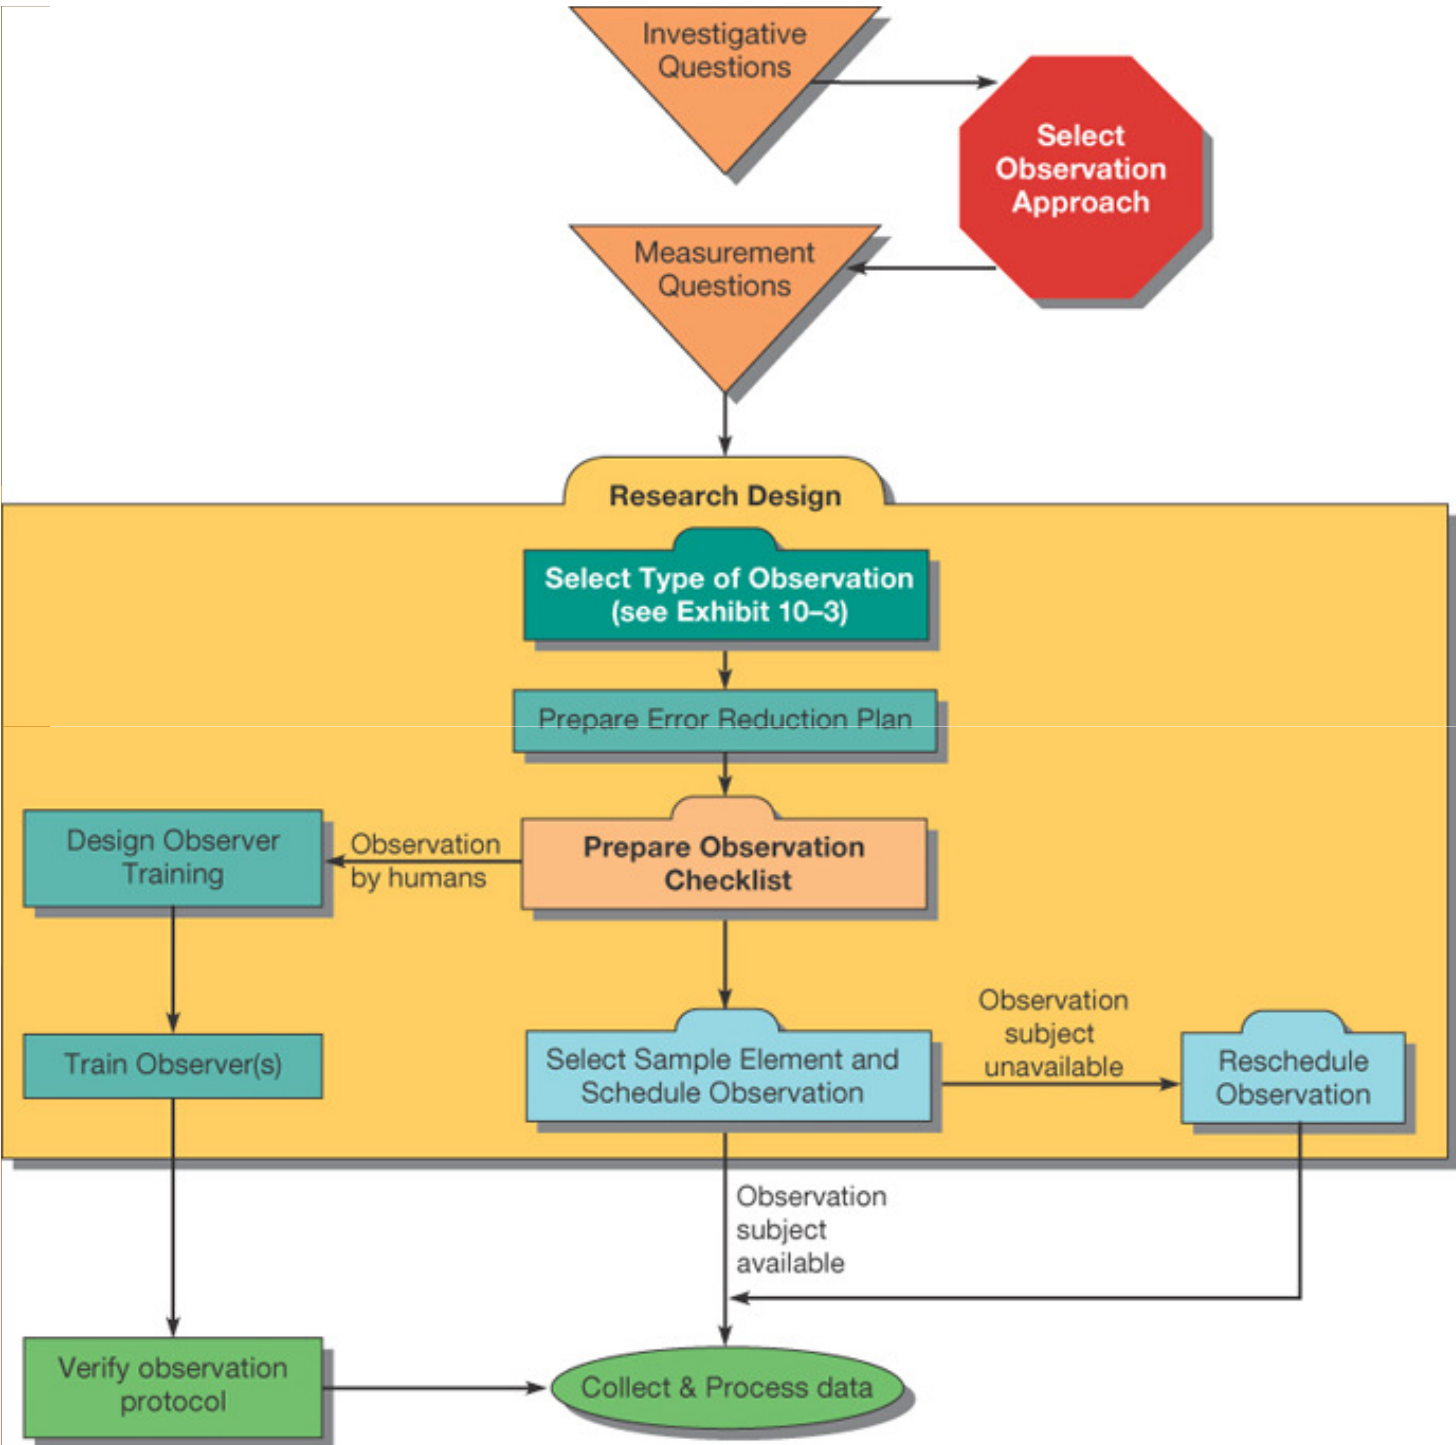 Investigative
Questions
Select
Observation
Approach
Measurement
Questions
Research Design
Select Type of Observation
(see Exhibit 10–3)
Prepare Error Reduction Plan
Design Observer
Training
Observation
by humans
Prepare Observation
Checklist
Train Observer(s)
Select Sample Element and
Schedule Observation
Observation
subject
unavailable
Reschedule
Observation
Observation
subject
available
Verify observation
protocol
Collect & Process data